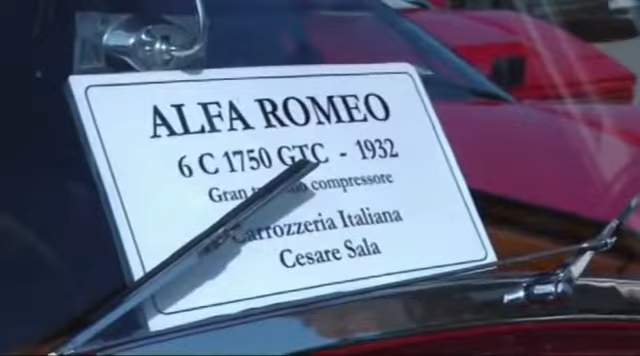 ALFA ROMEO
6 C 1750 GTC - 1932
Gran compressore
Carrozzeria Italiana
Cesare Sala